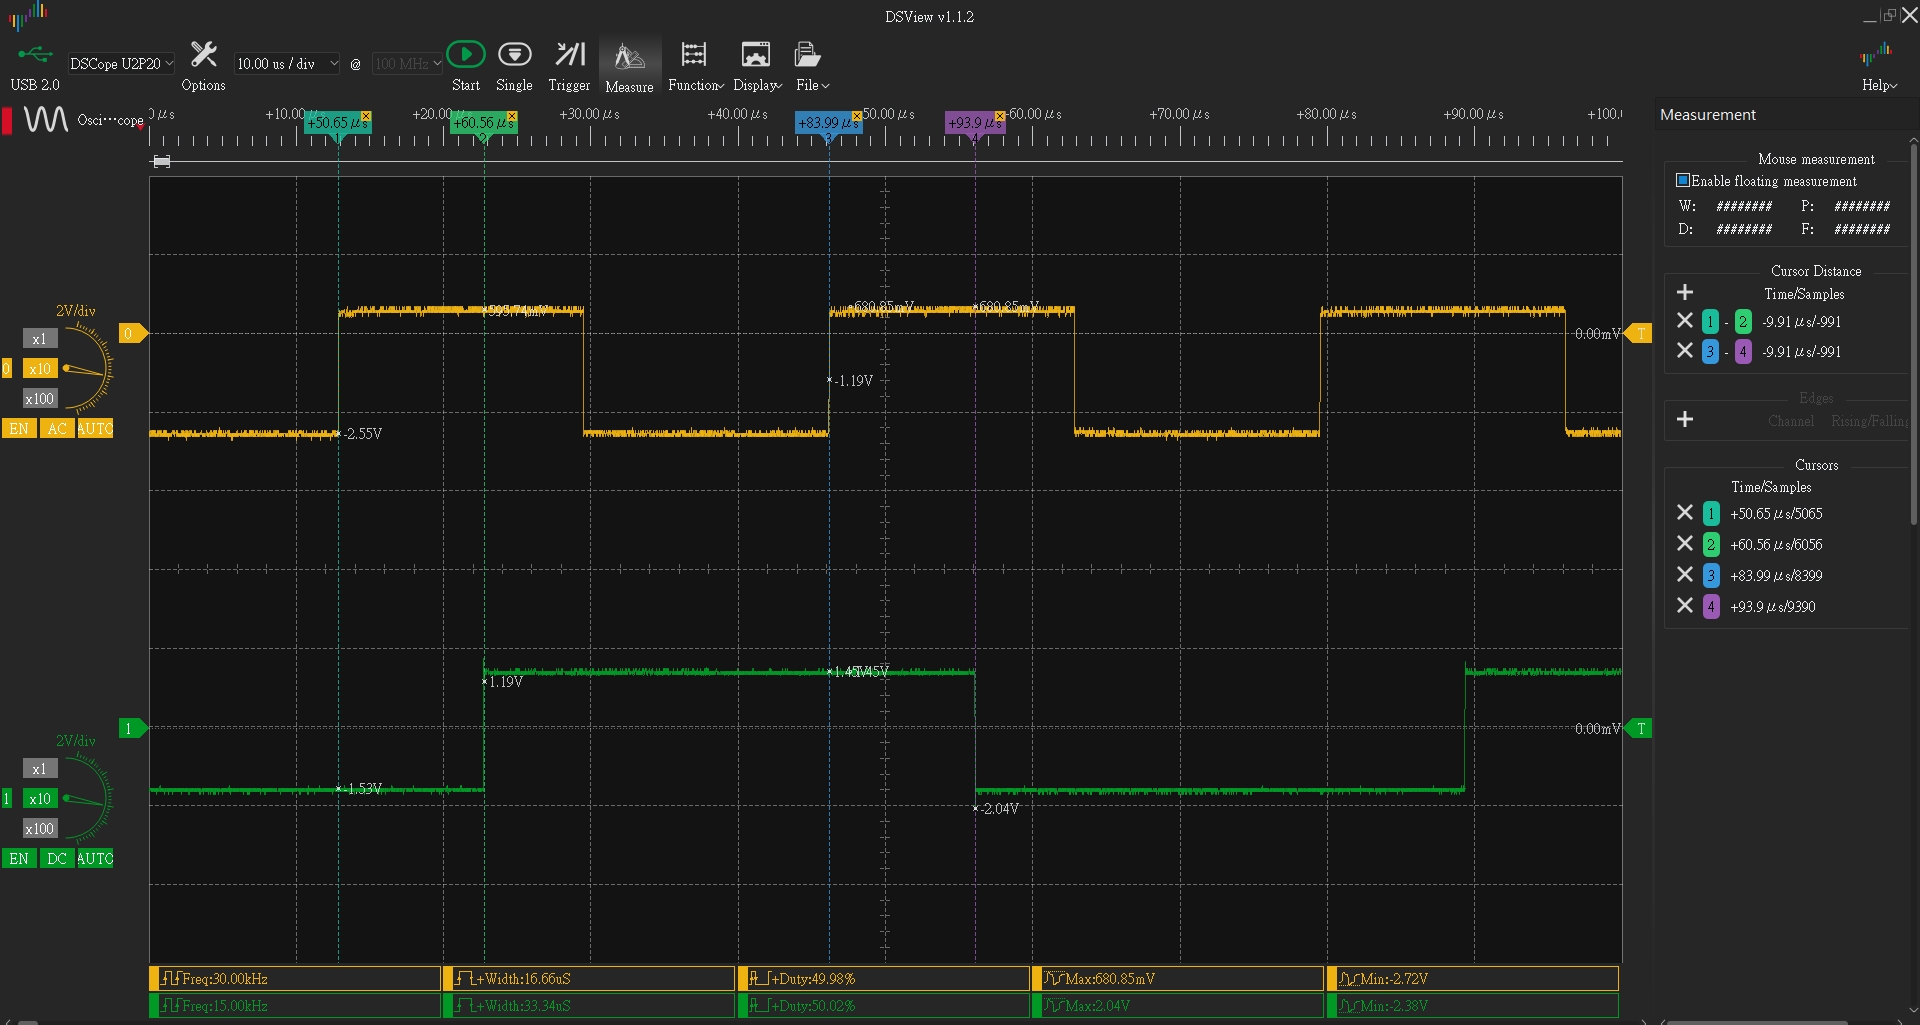 DSView v1.1.2
USB 2.0
DSCope U2P20
Options
10.00 us / div
@
100 MHz
Start
Single
Trigger
Measure
Function
Display
File
Help
Osci···cope
+10.00 μs
+20.00 μs
+30.00 μs
+40.00 μs
50.00 μs
60.00 μs
+70.00 μs
+80.00 μs
+90.00 μs
+100.
+50.65 μs
1
+60.56 μs
2
+83.99 μs
3
+93.9 μs
4
2V/div
x1
0 x10
x100
EN AC AUTO
0
-2.55V
-1.19V
680.85mV
680.85mV
0.00mV T
2V/div
x1
1 x10
x100
EN DC AUTO
1
-1.53V
1.19V
-2.04V
0.00mV T
Freq:30.00kHz +Width:16.66uS +Duty:49.98% Max:680.85mV Min:-2.72V
Freq:15.00kHz +Width:33.34uS +Duty:50.02% Max:2.04V Min:-2.38V
Measurement
Mouse measurement
Enable floating measurement
W: ######## P: ########
D: ######## F: ########
Cursor Distance
Time/Samples
1 - 2 -9.91 μs/-991
3 - 4 -9.91 μs/-991
Edges
Channel Rising/Falling
Cursors
Time/Samples
1 +50.65 μs/5065
2 +60.56 μs/6056
3 +83.99 μs/8399
4 +93.9 μs/9390